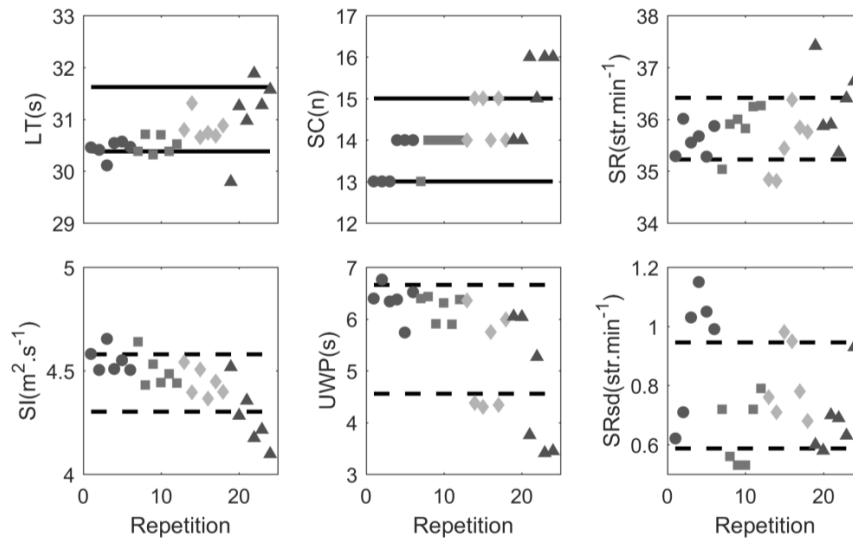 33
32
31
30
29
LT(s)
17
16
15
14
13
12
SC(n)
38
37
36
35
34
SR(str.min-1)
5
4.5
4
SI(m2.s-1)
0 10 20
Repetition
7
6
5
4
3
UWP(s)
0 10 20
Repetition
1.2
1
0.8
0.6
SRsd(str.min-1)
0 10 20
Repetition